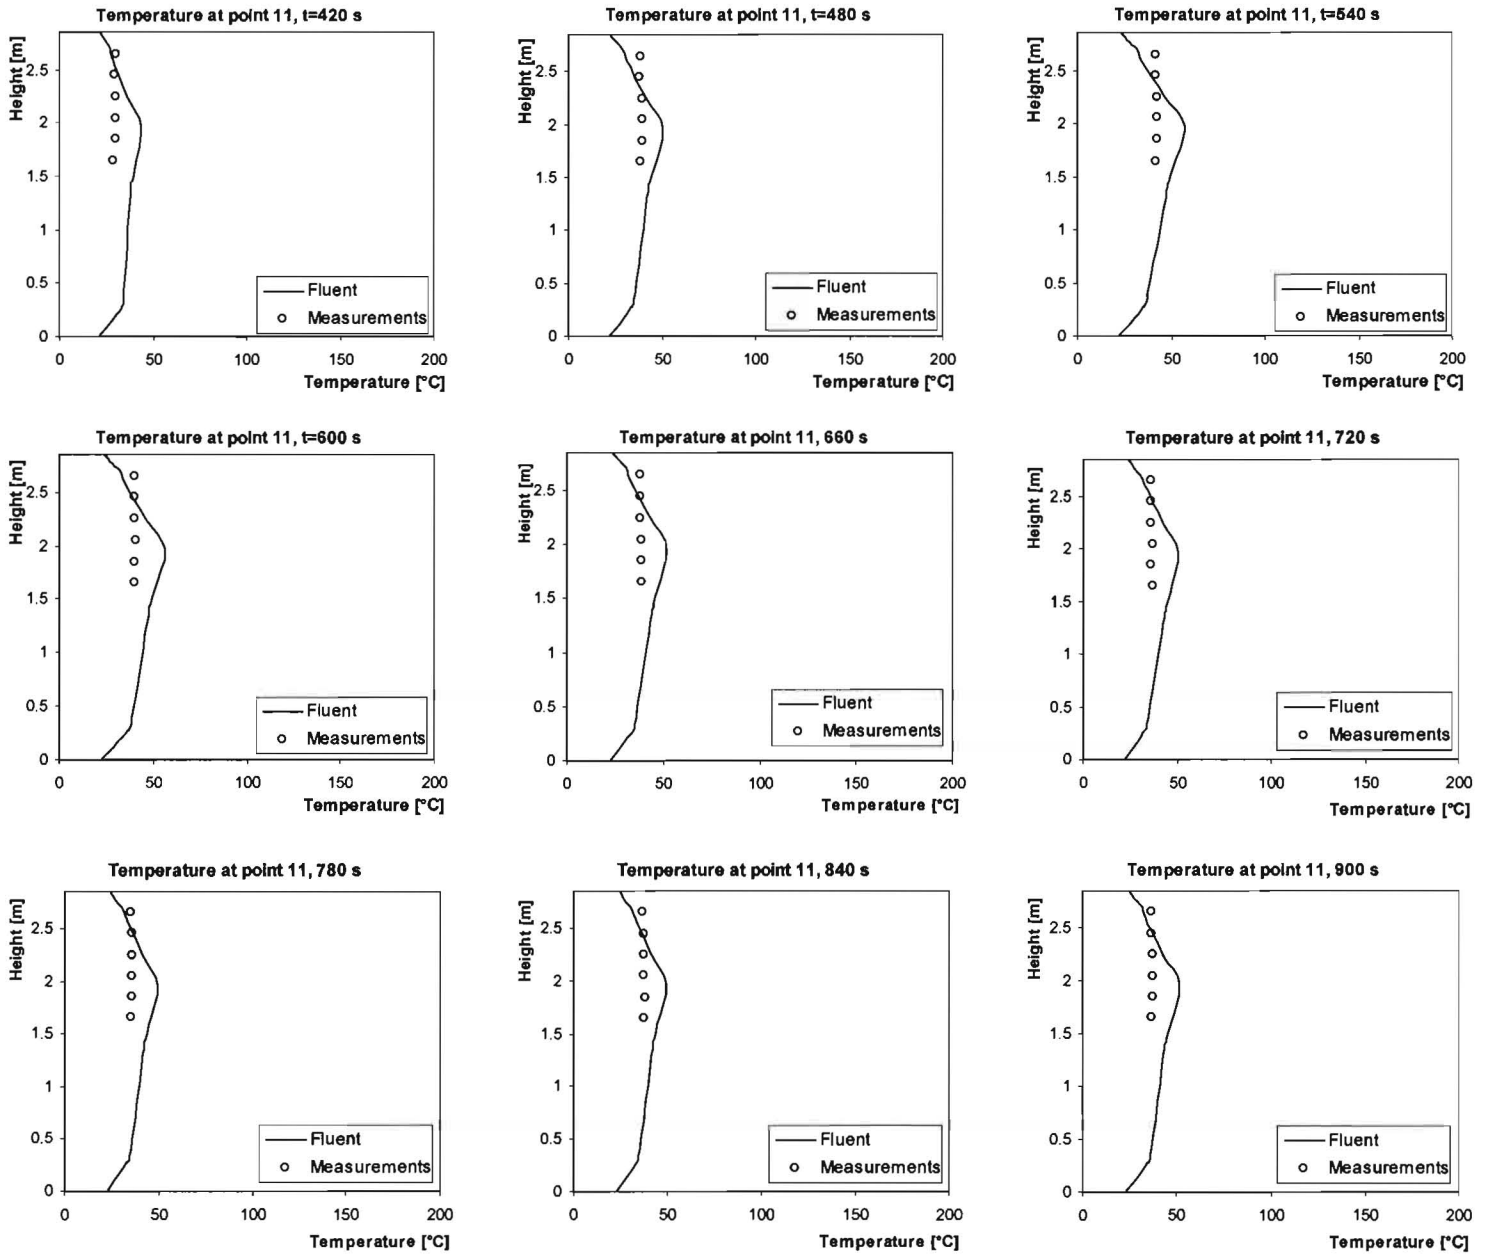 Temperature at point 11, t=420 s
Height [m]
2.5
2
1.5
1
0.5
0
0 50 100 150 200
Temperature [°C]
Fluent
Measurements
Temperature at point 11, t=480 s
Height [m]
2.5
2
1.5
1
0.5
0
0 50 100 150 200
Temperature [°C]
Fluent
Measurements
Temperature at point 11, t=540 s
Height [m]
2.5
2
1.5
1
0.5
0
0 50 100 150 200
Temperature [°C]
Fluent
Measurements
Temperature at point 11, t=600 s
Height [m]
2.5
2
1.5
1
0.5
0
0 50 100 150 200
Temperature [°C]
Fluent
Measurements
Temperature at point 11, 660 s
Height [m]
2.5
2
1.5
1
0.5
0
0 50 100 150 200
Temperature [°C]
Fluent
Measurements
Temperature at point 11, 720 s
Height [m]
2.5
2
1.5
1
0.5
0
0 50 100 150 200
Temperature [°C]
Fluent
Measurements
Temperature at point 11, 780 s
Height [m]
2.5
2
1.5
1
0.5
0
0 50 100 150 200
Temperature [°C]
Fluent
Measurements
Temperature at point 11, 840 s
Height [m]
2.5
2
1.5
1
0.5
0
0 50 100 150 200
Temperature [°C]
Fluent
Measurements
Temperature at point 11, 900 s
Height [m]
2.5
2
1.5
1
0.5
0
0 50 100 150 200
Temperature [°C]
Fluent
Measurements